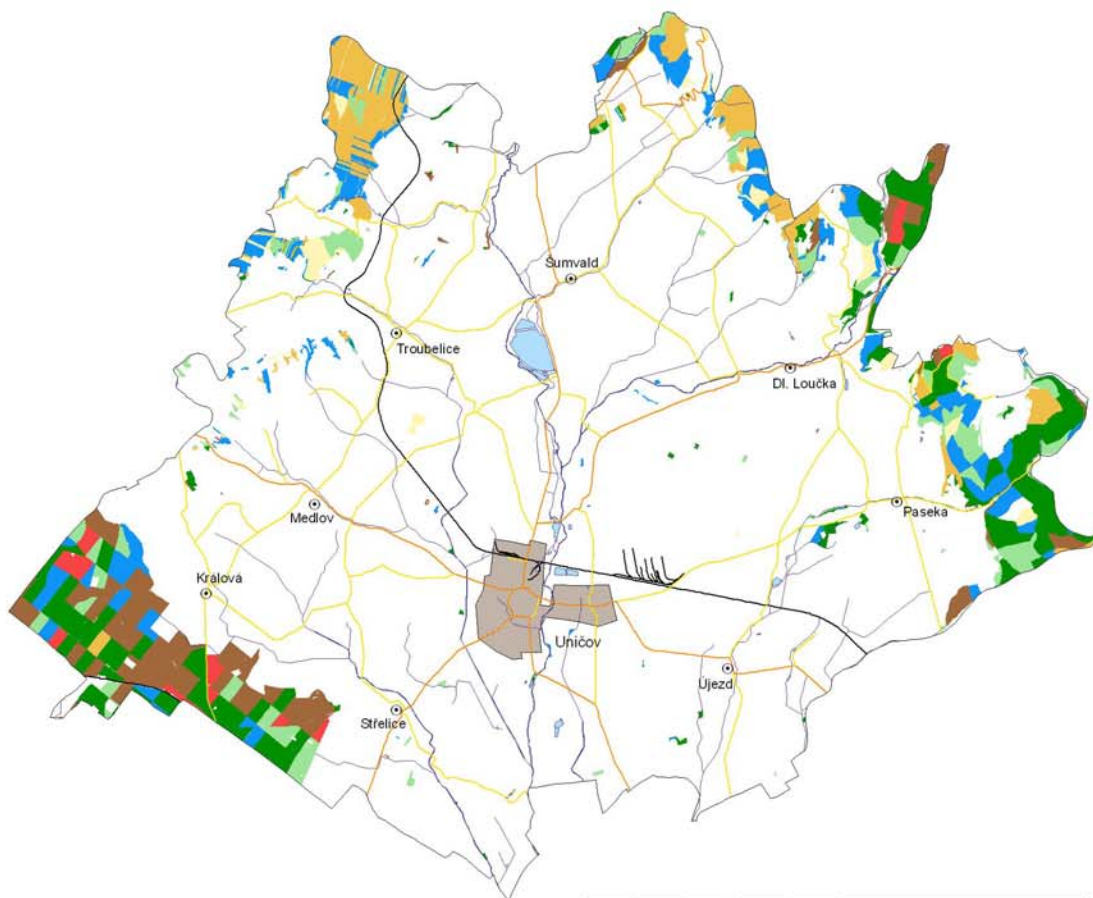 Šumvald
Troubelice
Dl. Loučka
Medlov
Paseka
Králová
Uničov
Újezd
Střelice